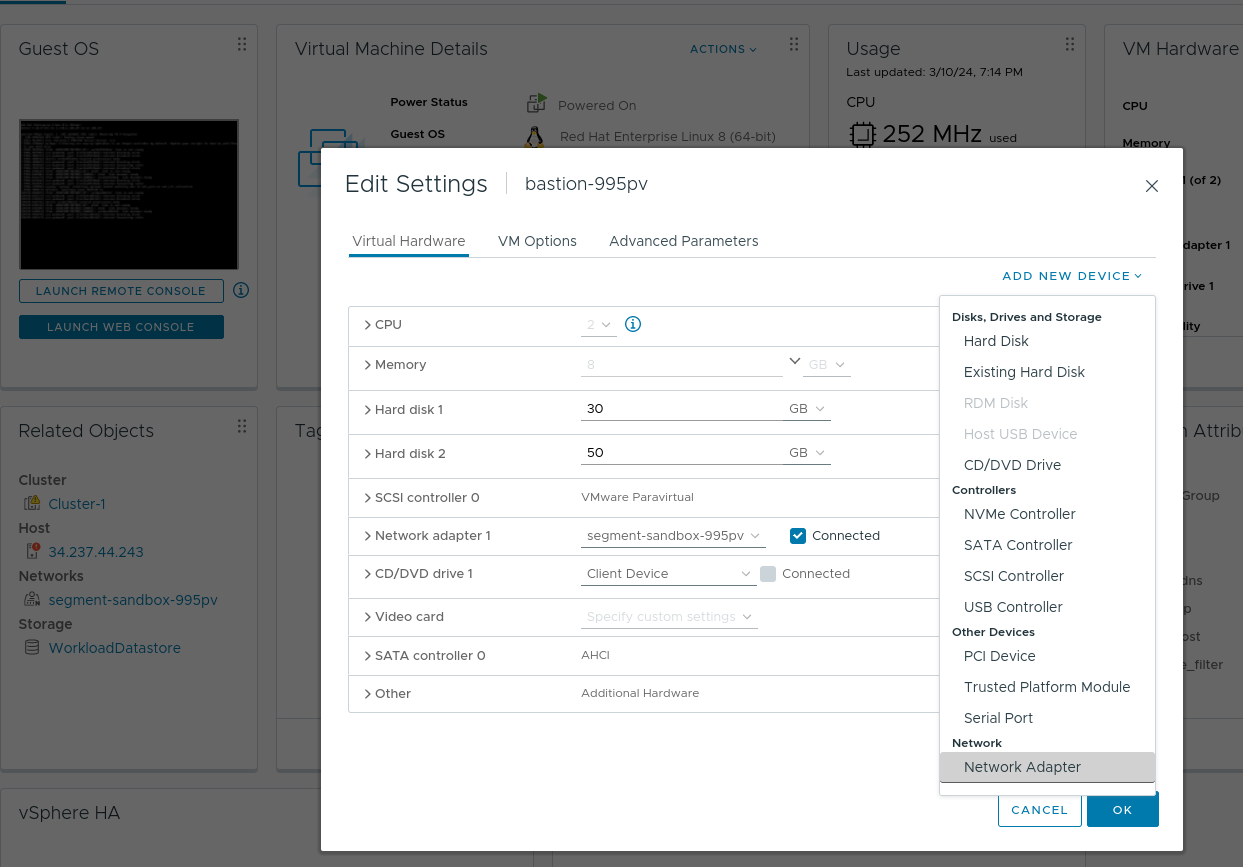 Guest OS
LAUNCH REMOTE CONSOLE
LAUNCH WEB CONSOLE
Virtual Machine Details
ACTIONS
Power Status
Powered On
Guest OS
Red Hat Enterprise Linux 8 (64-bit)
Usage
Last updated: 3/10/24, 7:14 PM
CPU
252 MHz used
VM Hardware
CPU
Memory
(of 2)
dapter 1
rive 1
lity
Related Objects
Cluster
Cluster-1
Host
34.237.44.243
Networks
segment-sandbox-995pv
Storage
WorkloadDatastore
Tag
n Attrib
Group
dns
p
ost
e_filter
vSphere HA
Edit Settings
bastion-995pv
Virtual Hardware
VM Options
Advanced Parameters
ADD NEW DEVICE
CPU
2
Memory
8
GB
Hard disk 1
30
GB
Hard disk 2
50
GB
SCSI controller 0
VMware Paravirtual
Network adapter 1
segment-sandbox-995pv
Connected
CD/DVD drive 1
Client Device
Connected
Video card
Specify custom settings
SATA controller 0
AHCI
Other
Additional Hardware
Disks, Drives and Storage
Hard Disk
Existing Hard Disk
RDM Disk
Host USB Device
CD/DVD Drive
Controllers
NVMe Controller
SATA Controller
SCSI Controller
USB Controller
Other Devices
PCI Device
Trusted Platform Module
Serial Port
Network
Network Adapter
CANCEL
OK